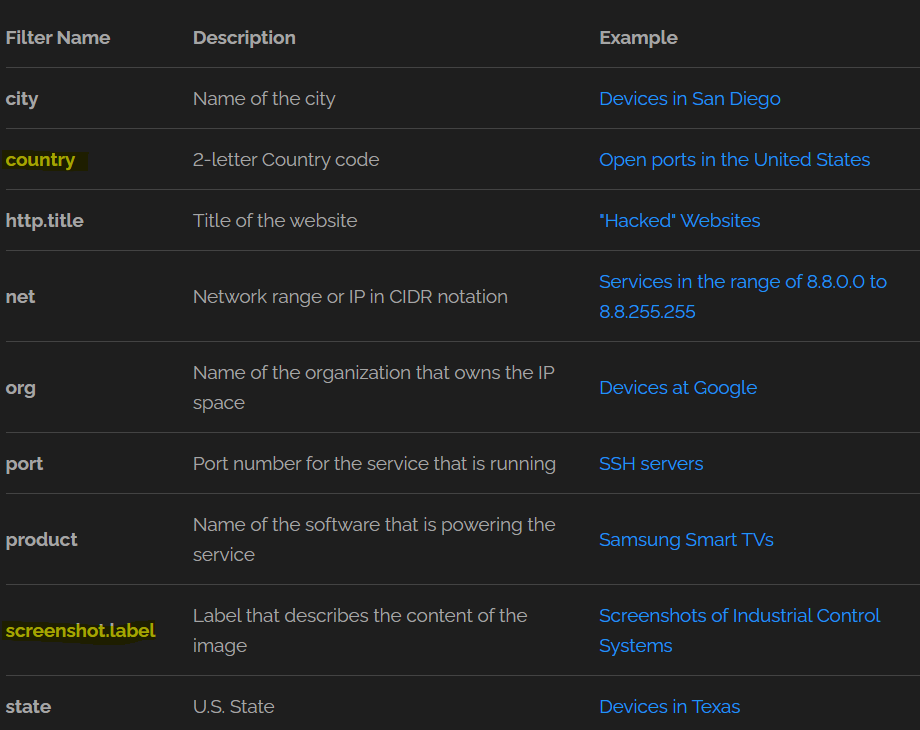 Filter Name Description Example
city Name of the city Devices in San Diego
country 2-letter Country code Open ports in the United States
http.title Title of the website "Hacked" Websites
net Network range or IP in CIDR notation Services in the range of 8.8.0.0 to
8.8.255.255
org Name of the organization that owns the IP
space Devices at Google
port Port number for the service that is running SSH servers
product Name of the software that is powering the
service Samsung Smart TVs
screenshot.label Label that describes the content of the
image Screenshots of Industrial Control
Systems
state U.S. State Devices in Texas